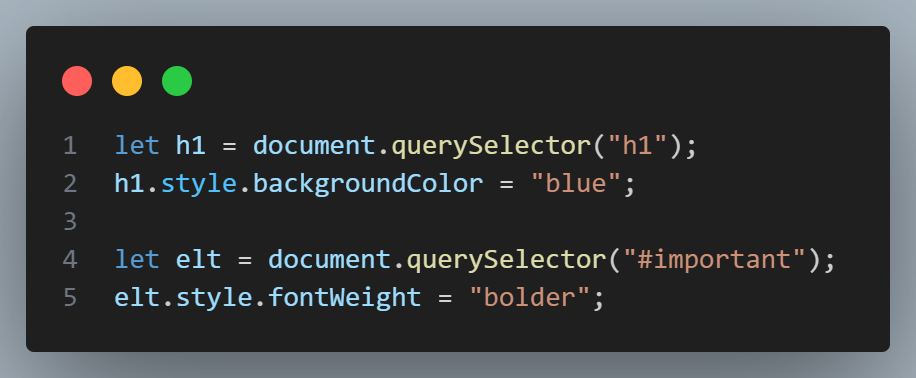 1 let h1 = document.querySelector("h1");
2 h1.style.backgroundColor = "blue";
3
4 let elt = document.querySelector("#important");
5 elt.style.fontWeight = "bolder";